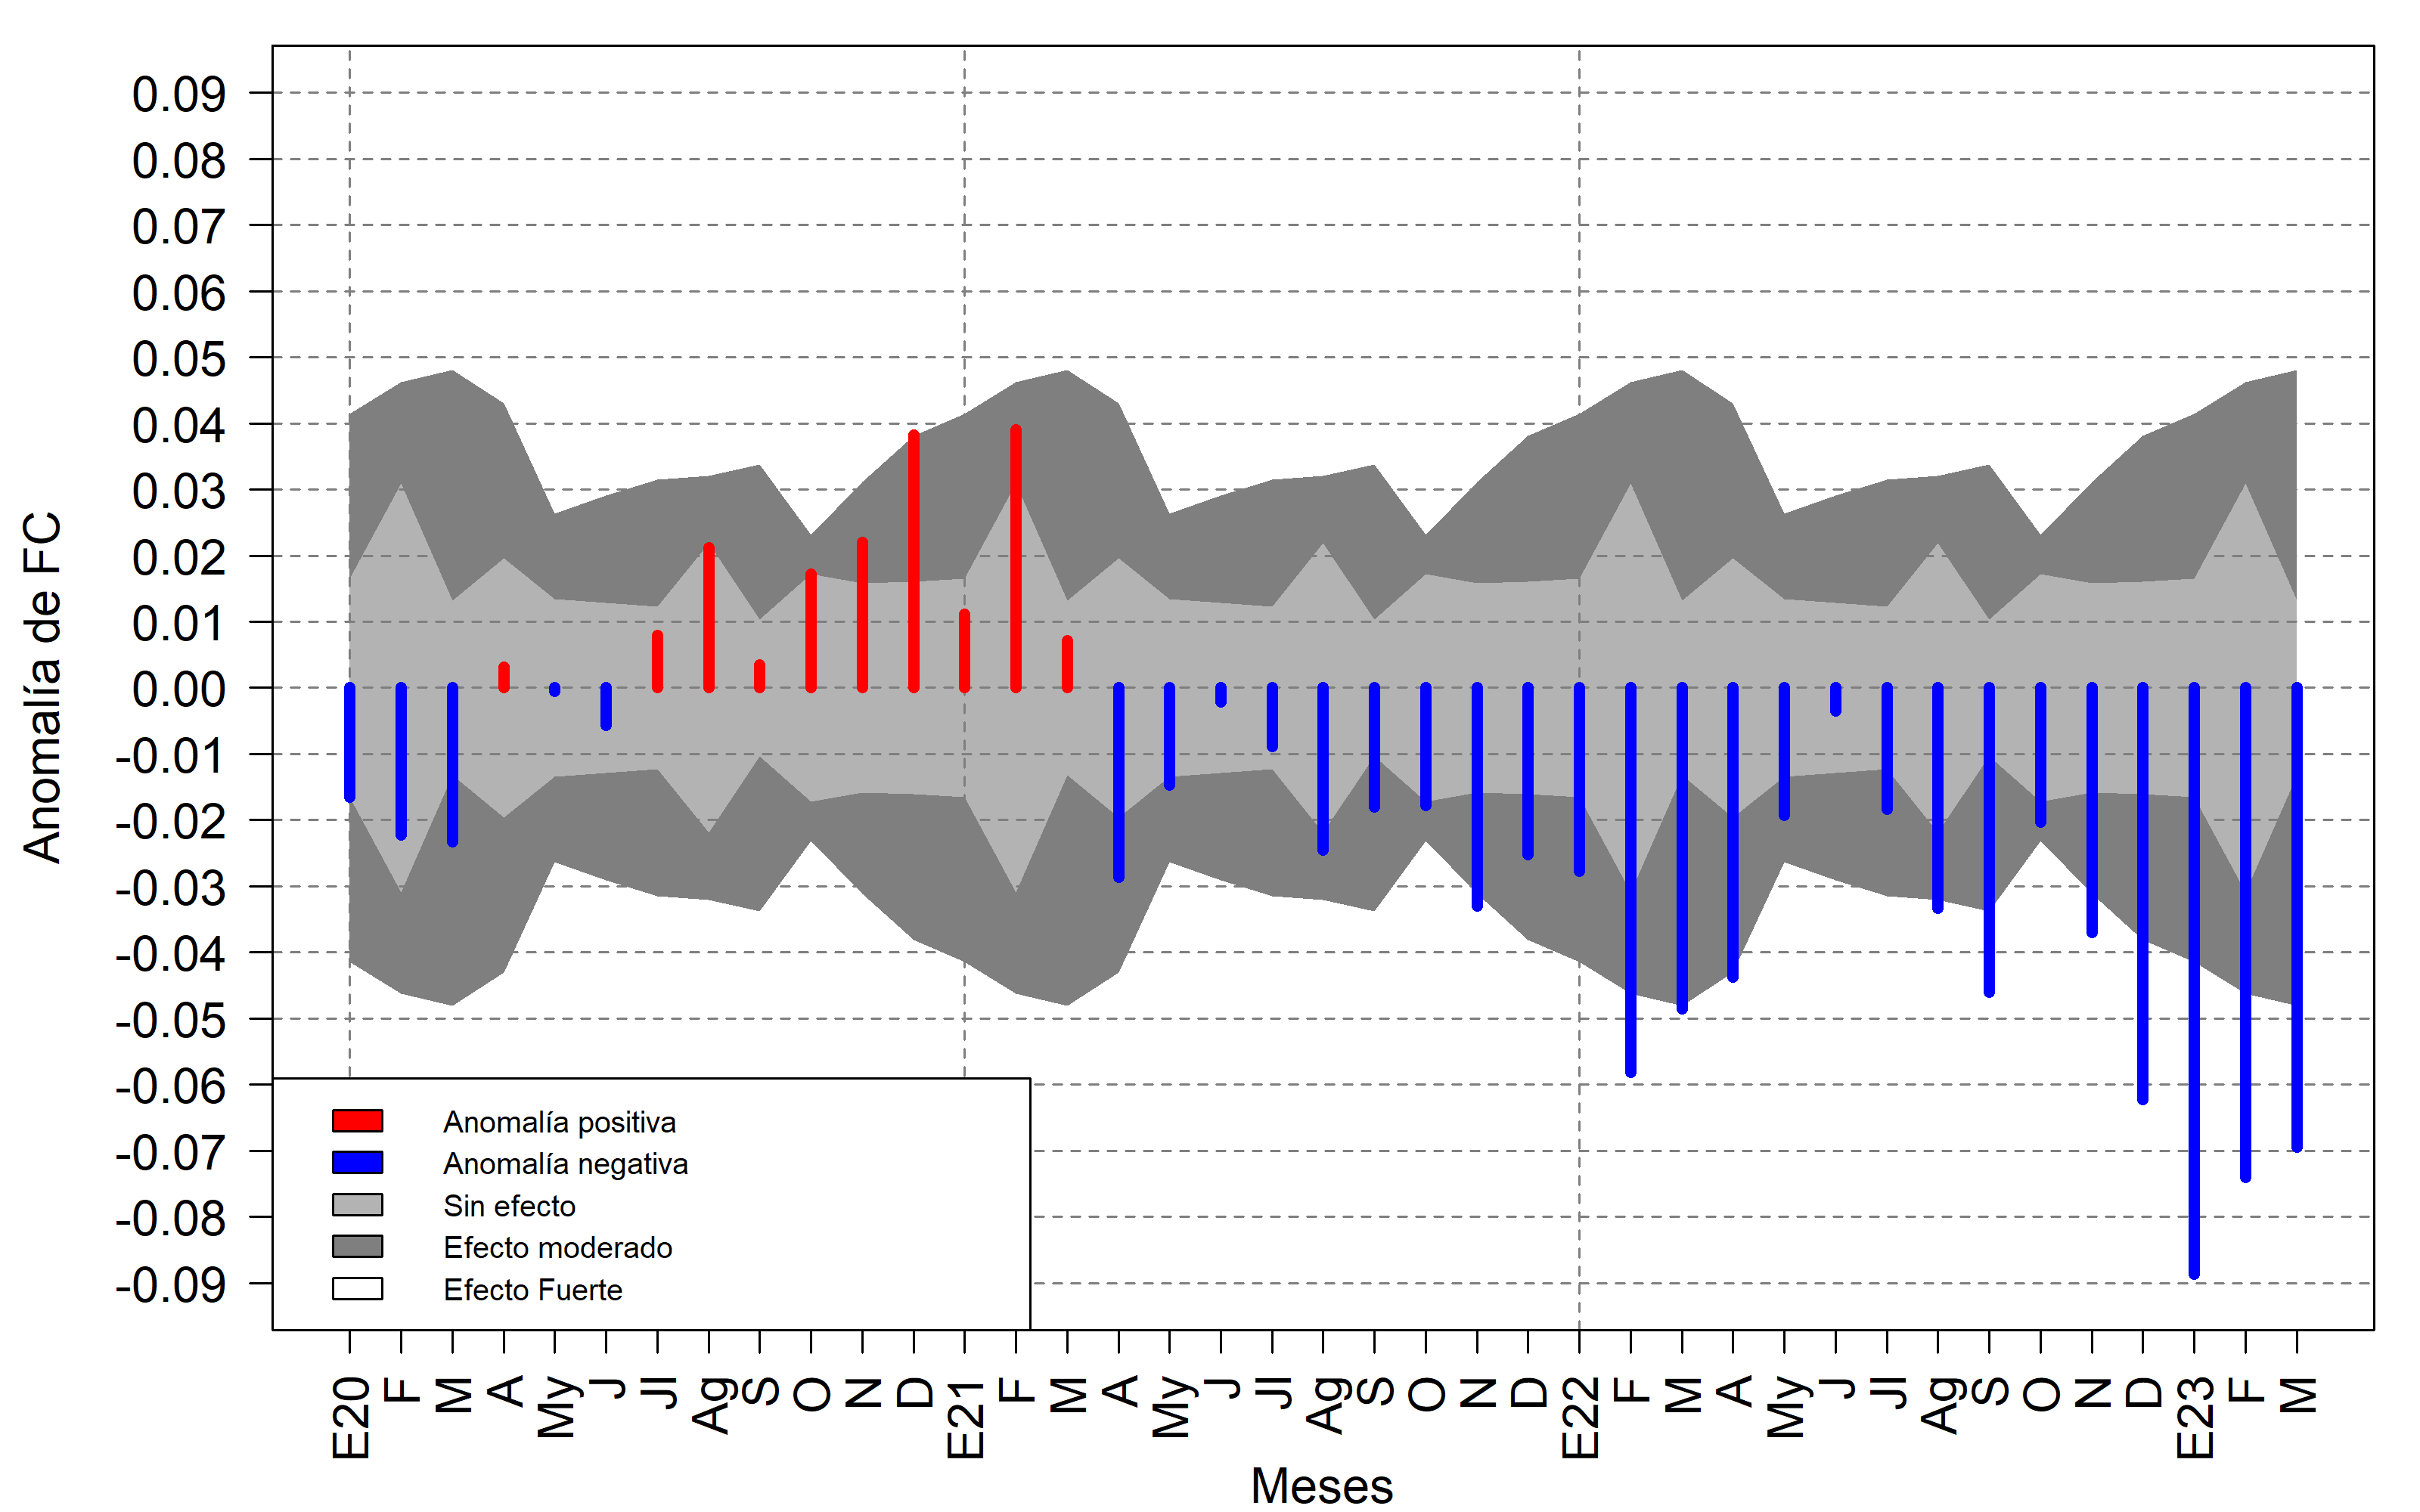 Anomalía de FC
0.09
0.08
0.07
0.06
0.05
0.04
0.03
0.02
0.01
0.00
-0.01
-0.02
-0.03
-0.04
-0.05
-0.06
-0.07
-0.08
-0.09
Anomalía positiva
Anomalía negativa
Sin efecto
Efecto moderado
Efecto Fuerte
E20 F M A My J Jl Ag S O N D E21 F M A My J Jl Ag S O N D E22 F M A My J Jl Ag S O N D E23 F M
Meses